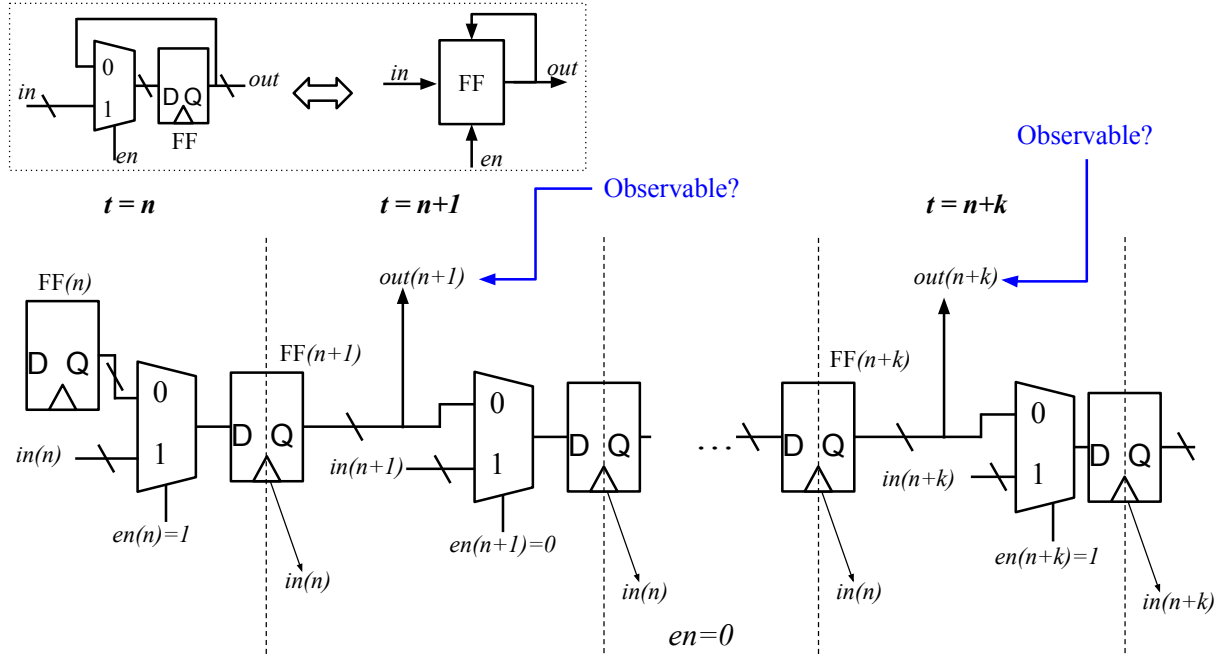 0
in
1
D Q
out
FF
en
in
FF
out
en
Observable?
Observable?
t = n
t = n+1
t = n+k
FF(n)
out(n+1)
out(n+k)
D Q
0
1
in(n)
en(n)=1
FF(n+1)
D Q
in(n)
in(n+1)
0
1
en(n+1)=0
D Q
in(n)
...
en=0
FF(n+k)
D Q
in(n)
in(n+k)
0
1
en(n+k)=1
D Q
in(n+k)